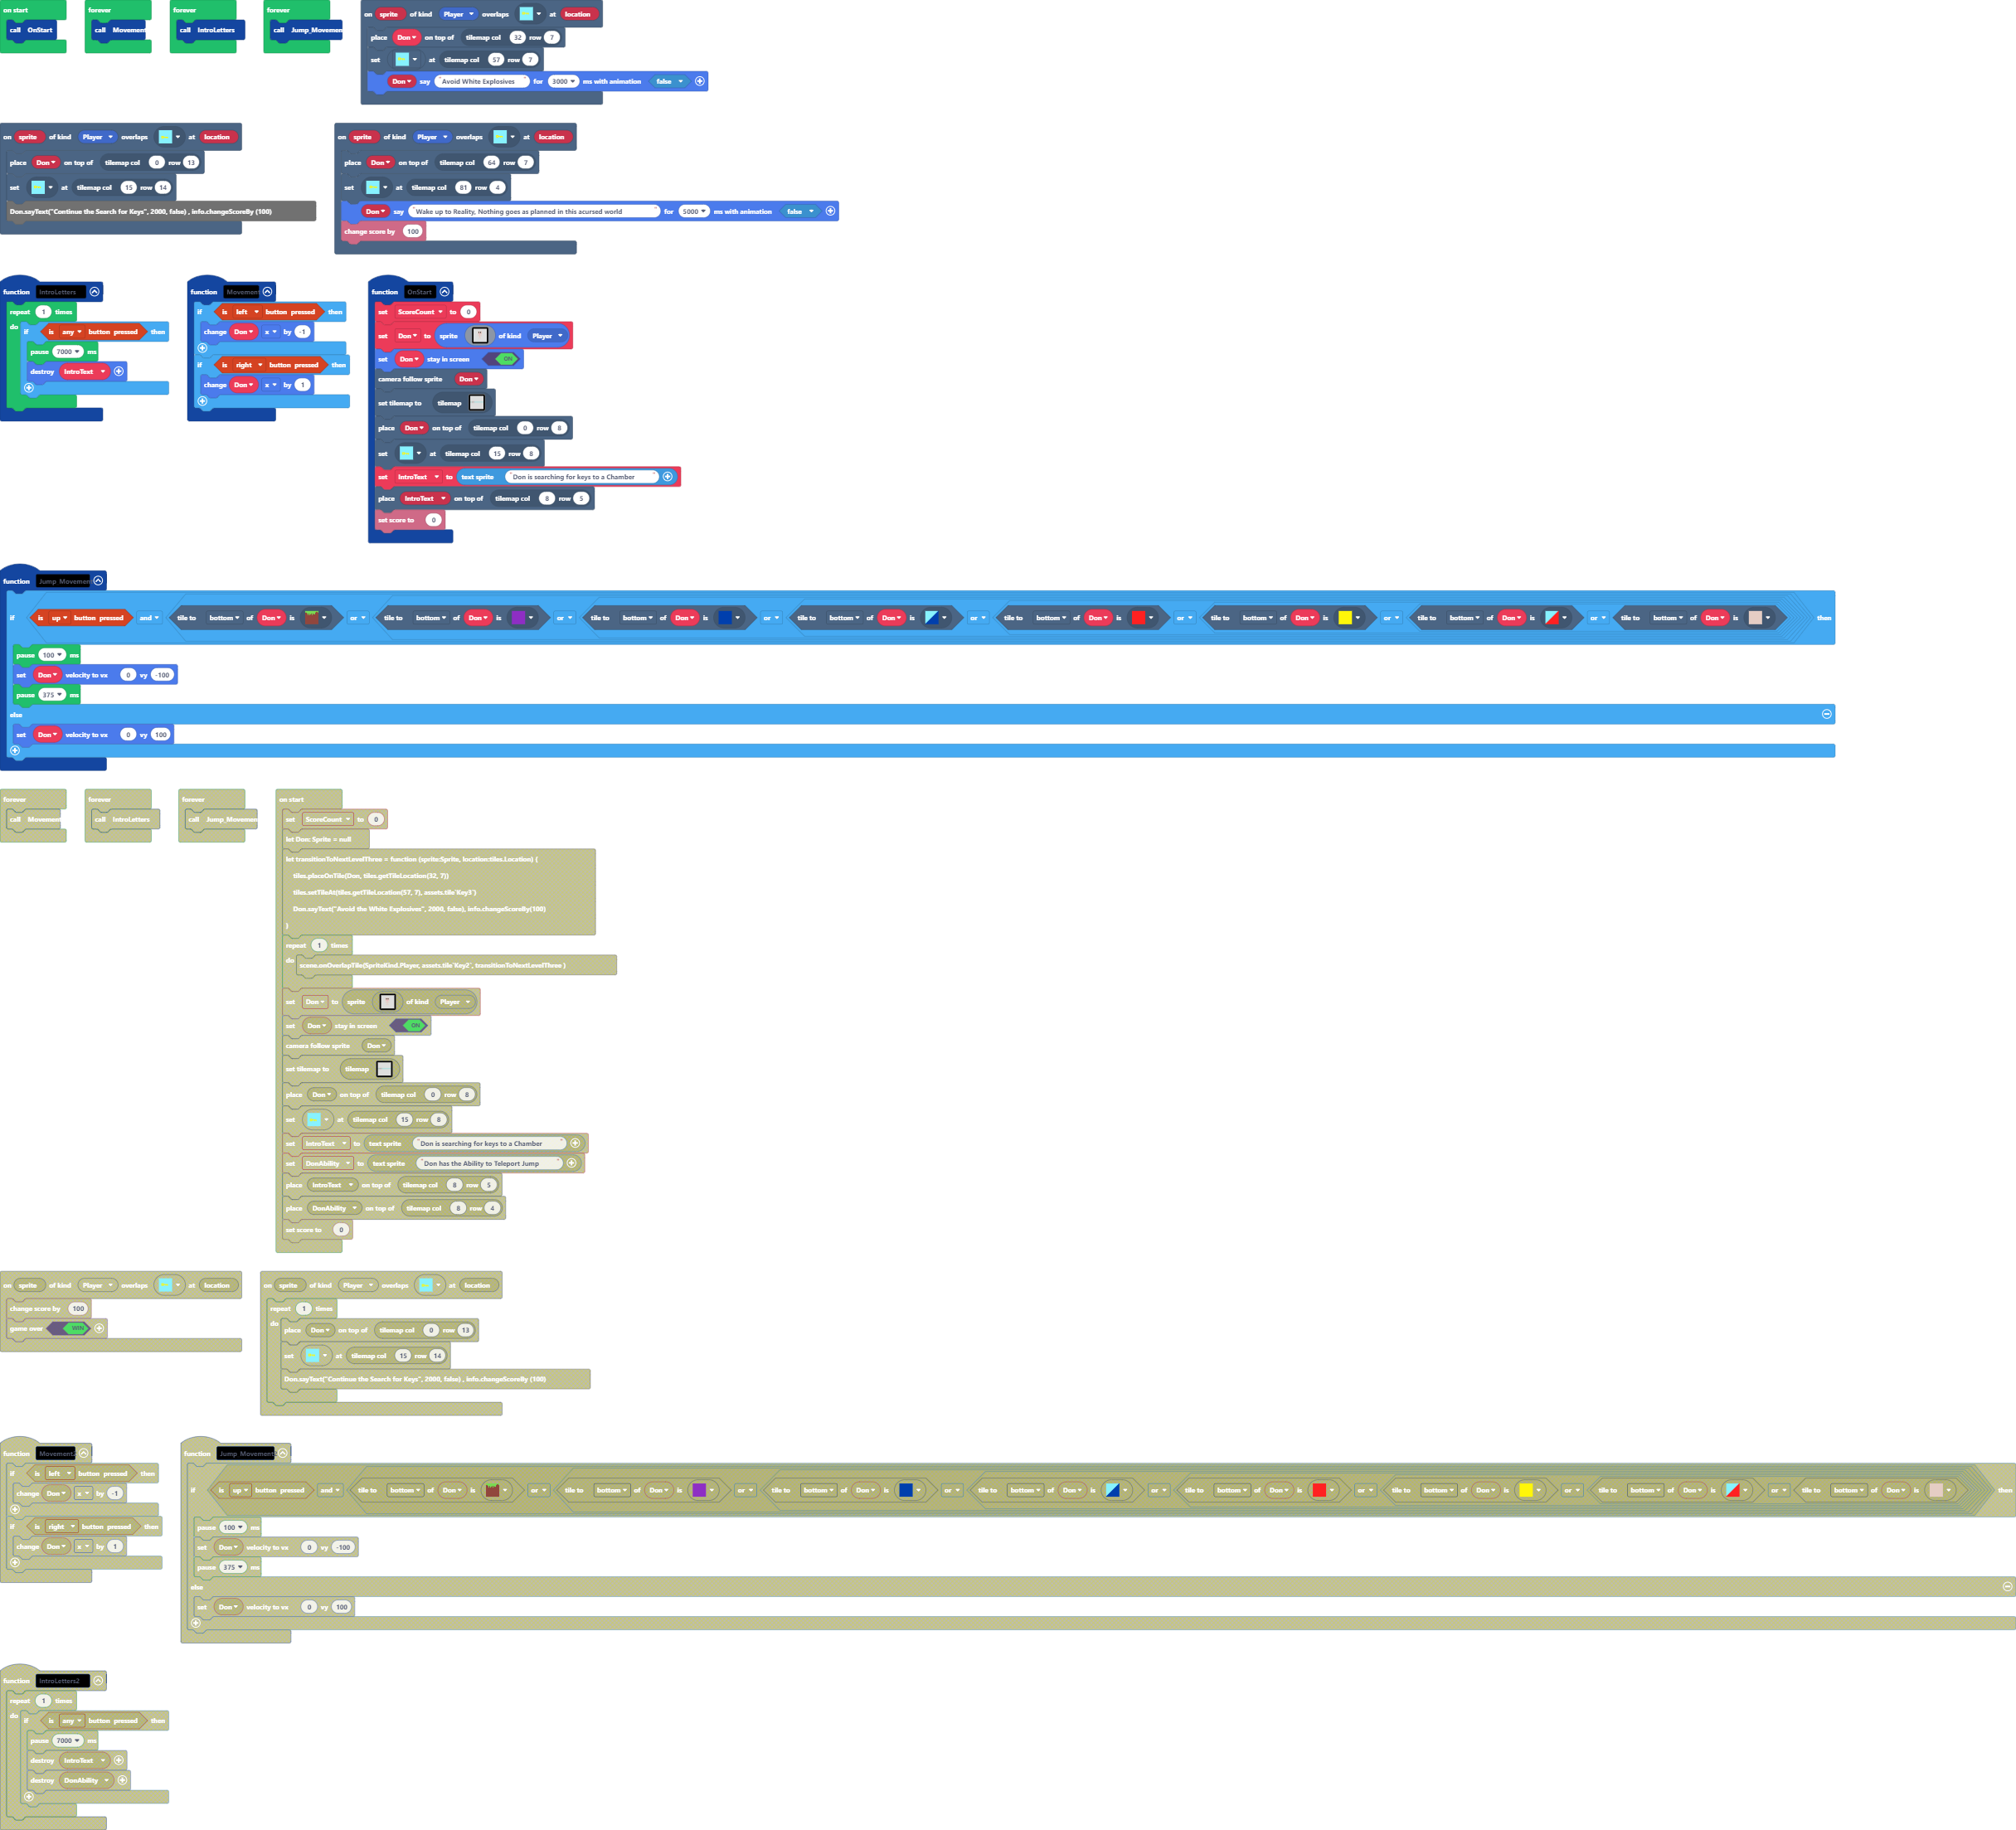 on start
call OnStart
forever
call Movement
forever
call IntroLetters
forever
call Jump_Movemen
on sprite of kind Player overlaps at location
place Don on top of tilemap col 32 row 7
set at tilemap col 57 row 7
Don say "Avoid White Explosives" for 3000 ms with animation false
on sprite of kind Player overlaps at location
place Don on top of tilemap col 0 row 13
set at tilemap col 15 row 14
Don.sayText("Continue the Search for Keys", 2000, false) , info.changeScoreBy (100)
on sprite of kind Player overlaps at location
place Don on top of tilemap col 64 row 7
set at tilemap col 81 row 4
Don say "Wake up to Reality, Nothing goes as planned in this acursed world" for 5000 ms with animation false
change score by 100
function IntroLetters
repeat 1 times
do if is any button pressed then
pause 7000 ms
destroy IntroText
function Movement
if is left button pressed then
change Don x by -1
if is right button pressed then
change Don x by 1
function OnStart
set ScoreCount to 0
set Don to sprite of kind Player
set Don stay in screen ON
camera follow sprite Don
set tilemap to tilemap
place Don on top of tilemap col 0 row 8
set at tilemap col 15 row 8
set IntroText to text sprite "Don is searching for keys to a Chamber"
place IntroText on top of tilemap col 8 row 5
set score to 0
function Jump_Movemen
if is up button pressed and tile to bottom of Don is or tile to bottom of Don is or tile to bottom of Don is or tile to bottom of Don is or tile to bottom of Don is or tile to bottom of Don is or tile to bottom of Don is or tile to bottom of Don is then
pause 100 ms
set Don velocity to vx 0 vy -100
pause 375 ms
else
set Don velocity to vx 0 vy 100
forever
call Movement
forever
call IntroLetters
forever
call Jump_Movemen
on start
set ScoreCount to 0
let Don: Sprite = null
let transitionToNextLevelThree = function (sprite:Sprite, location:tiles.Location) {
tiles.placeOnTile(Don, tiles.getTileLocation(32, 7))
tiles.setTileAt(tiles.getTileLocation(57, 7), assets.tile`Key3`)
Don.sayText("Avoid the White Explosives", 2000, false), info.changeScoreBy(100)
}
repeat 1 times
do scene.onOverlapTile(SpriteKind.Player, assets.tile`Key2`, transitionToNextLevelThree )
set Don to sprite of kind Player
set Don stay in screen ON
camera follow sprite Don
set tilemap to tilemap
place Don on top of tilemap col 0 row 8
set at tilemap col 15 row 8
set IntroText to text sprite "Don is searching for keys to a Chamber"
set DonAbility to text sprite "Don has the Ability to Teleport Jump"
place IntroText on top of tilemap col 8 row 5
place DonAbility on top of tilemap col 8 row 4
set score to 0
on sprite of kind Player overlaps at location
change score by 100
game over WIN
on sprite of kind Player overlaps at location
repeat 1 times
do place Don on top of tilemap col 0 row 13
set at tilemap col 15 row 14
Don.sayText("Continue the Search for Keys", 2000, false) , info.changeScoreBy (100)
function Movement
if is left button pressed then
change Don x by -1
if is right button pressed then
change Don x by 1
function Jump_Movement
if is up button pressed and tile to bottom of Don is or tile to bottom of Don is or tile to bottom of Don is or tile to bottom of Don is or tile to bottom of Don is or tile to bottom of Don is or tile to bottom of Don is or tile to bottom of Don is then
pause 100 ms
set Don velocity to vx 0 vy -100
pause 375 ms
else
set Don velocity to vx 0 vy 100
function IntroLetters2
repeat 1 times
do if is any button pressed then
pause 7000 ms
destroy IntroText
destroy DonAbility